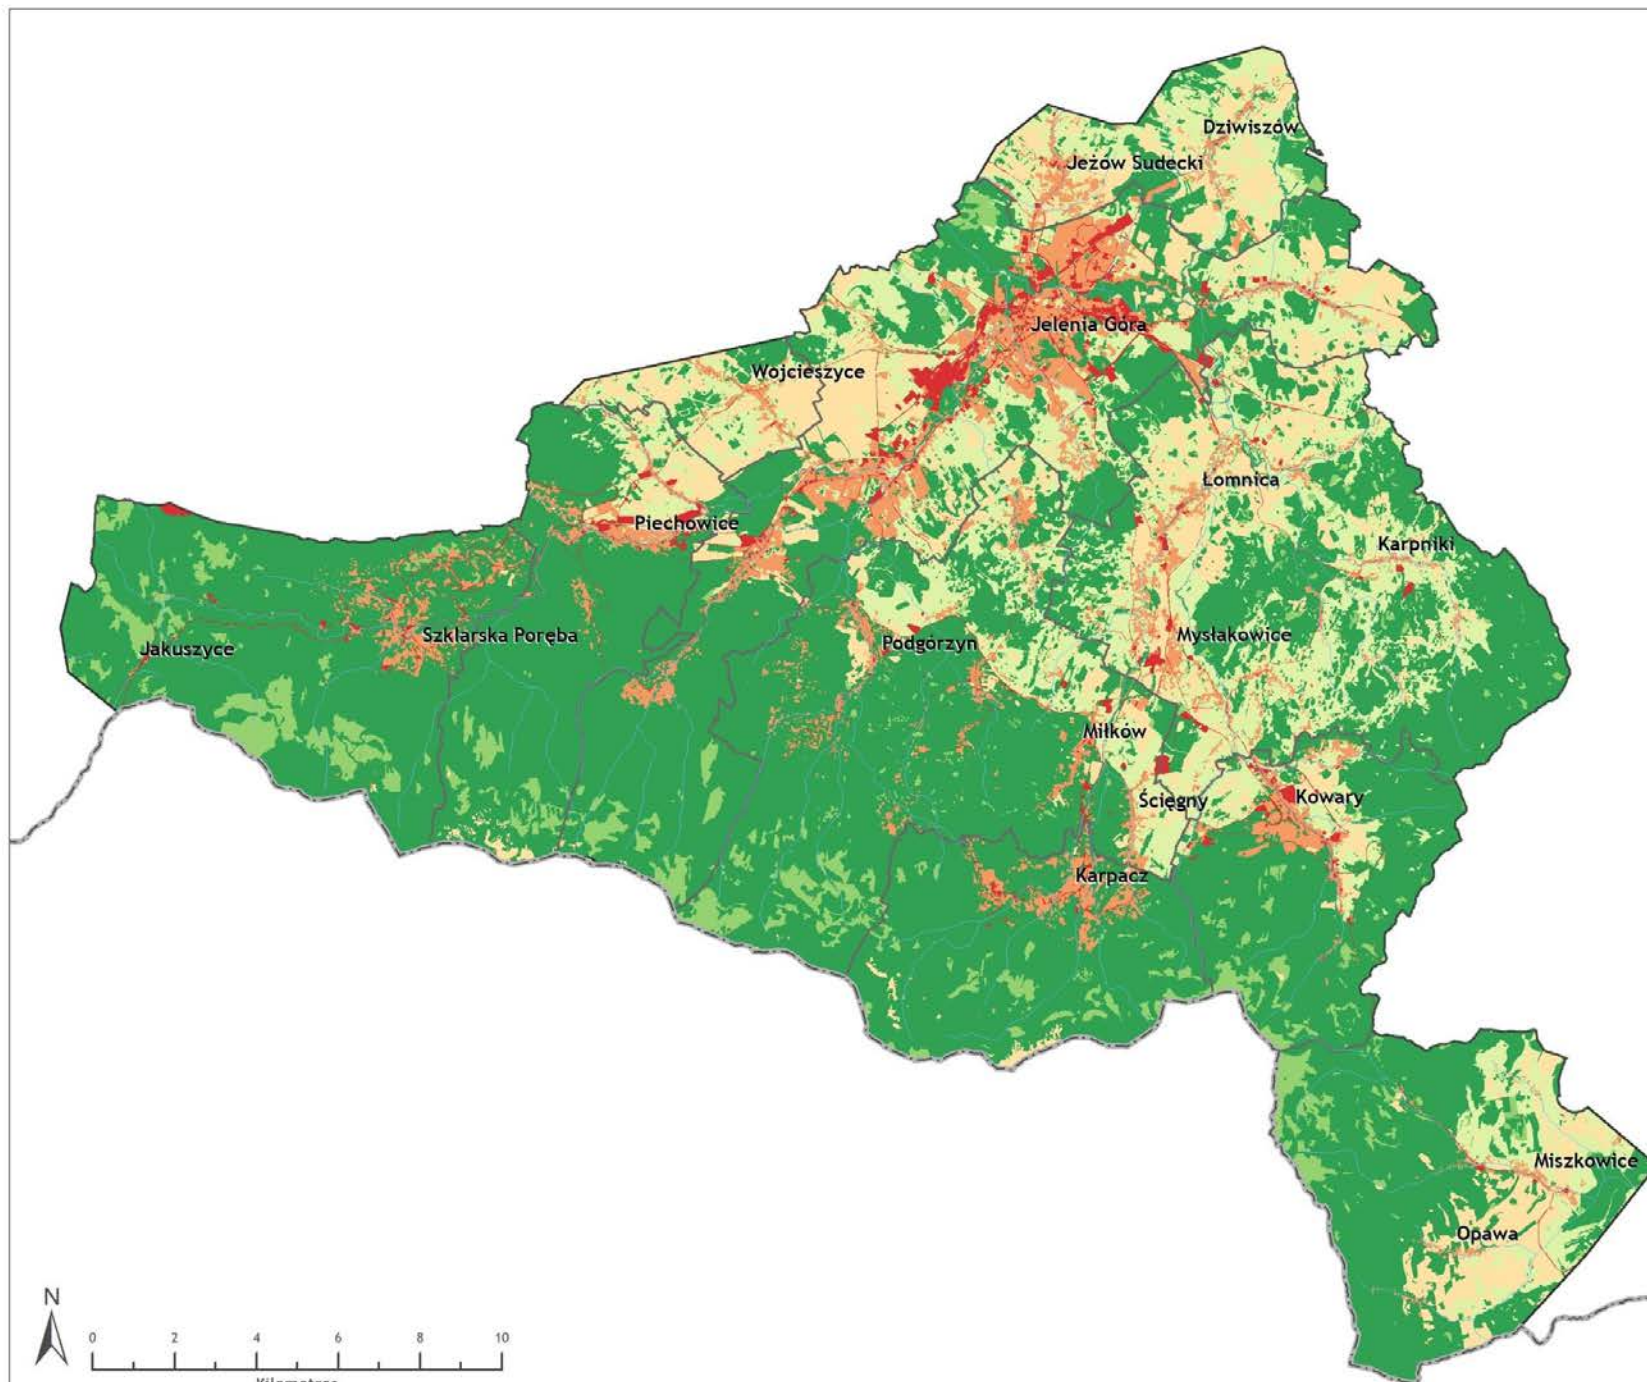 Dziwiszów
Jeżów Sudecki
Jelenia Góra
Wojcieszyce
Łomnica
Piechowice
Karpniki
Szklarska Poręba
Mysłakowice
Jakuszyce
Podgórzyn
Miłków
Ścięgny
Kowary
Karpacz
Miszkowice
Opawa
N
0 2 4 6 8 10